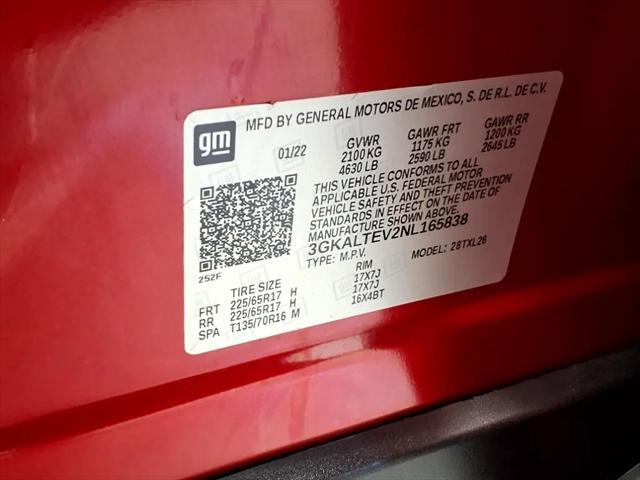 gm
MFD BY GENERAL MOTORS DE MEXICO, S. DE R.L. DE C.V.
01/22 GVWR GAWR FRT GAWR RR
2100 KG 1175 KG 1200 KG
4630 LB 2590 LB 2645 LB
THIS VEHICLE CONFORMS TO ALL
APPLICABLE U.S. FEDERAL MOTOR
VEHICLE SAFETY AND THEFT PREVENTION
STANDARDS IN EFFECT ON THE DATE OF
MANUFACTURE SHOWN ABOVE.
3GKALTEV2NL165838
TYPE: M.P.V. MODEL: 28TXL26
252F
TIRE SIZE RIM
FRT 225/65R17 H 17X7J
RR 225/65R17 H 17X7J
SPA T135/70R16 M 16X4BT